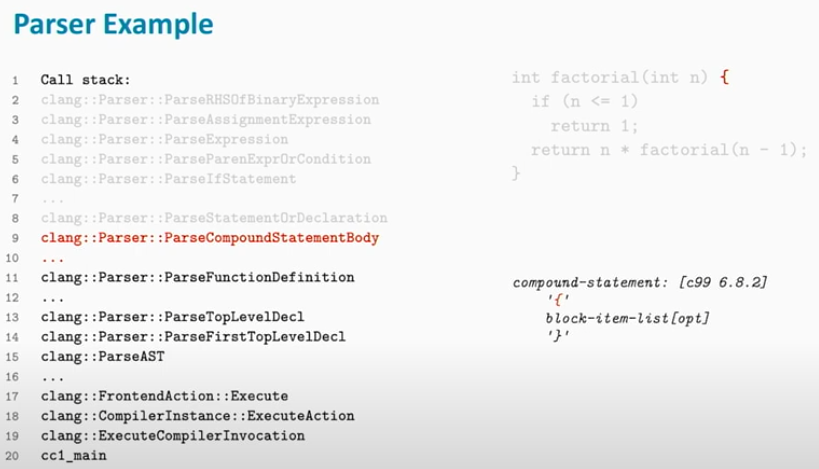 Parser Example
1 Call stack:
2 clang::Parser::ParseRHSOfBinaryExpression
3 clang::Parser::ParseAssignmentExpression
4 clang::Parser::ParseExpression
5 clang::Parser::ParseParenExprOrCondition
6 clang::Parser::ParseIfStatement
7 ...
8 clang::Parser::ParseStatementOrDeclaration
9 clang::Parser::ParseCompoundStatementBody
10 ...
11 clang::Parser::ParseFunctionDefinition
12 ...
13 clang::Parser::ParseTopLevelDecl
14 clang::Parser::ParseFirstTopLevelDecl
15 clang::ParseAST
16 ...
17 clang::FrontendAction::Execute
18 clang::CompilerInstance::ExecuteAction
19 clang::ExecuteCompilerInvocation
20 cc1_main
int factorial(int n) {
if (n <= 1)
return 1;
return n * factorial(n - 1);
}
compound-statement: [c99 6.8.2]
'{'
block-item-list[opt]
'}'